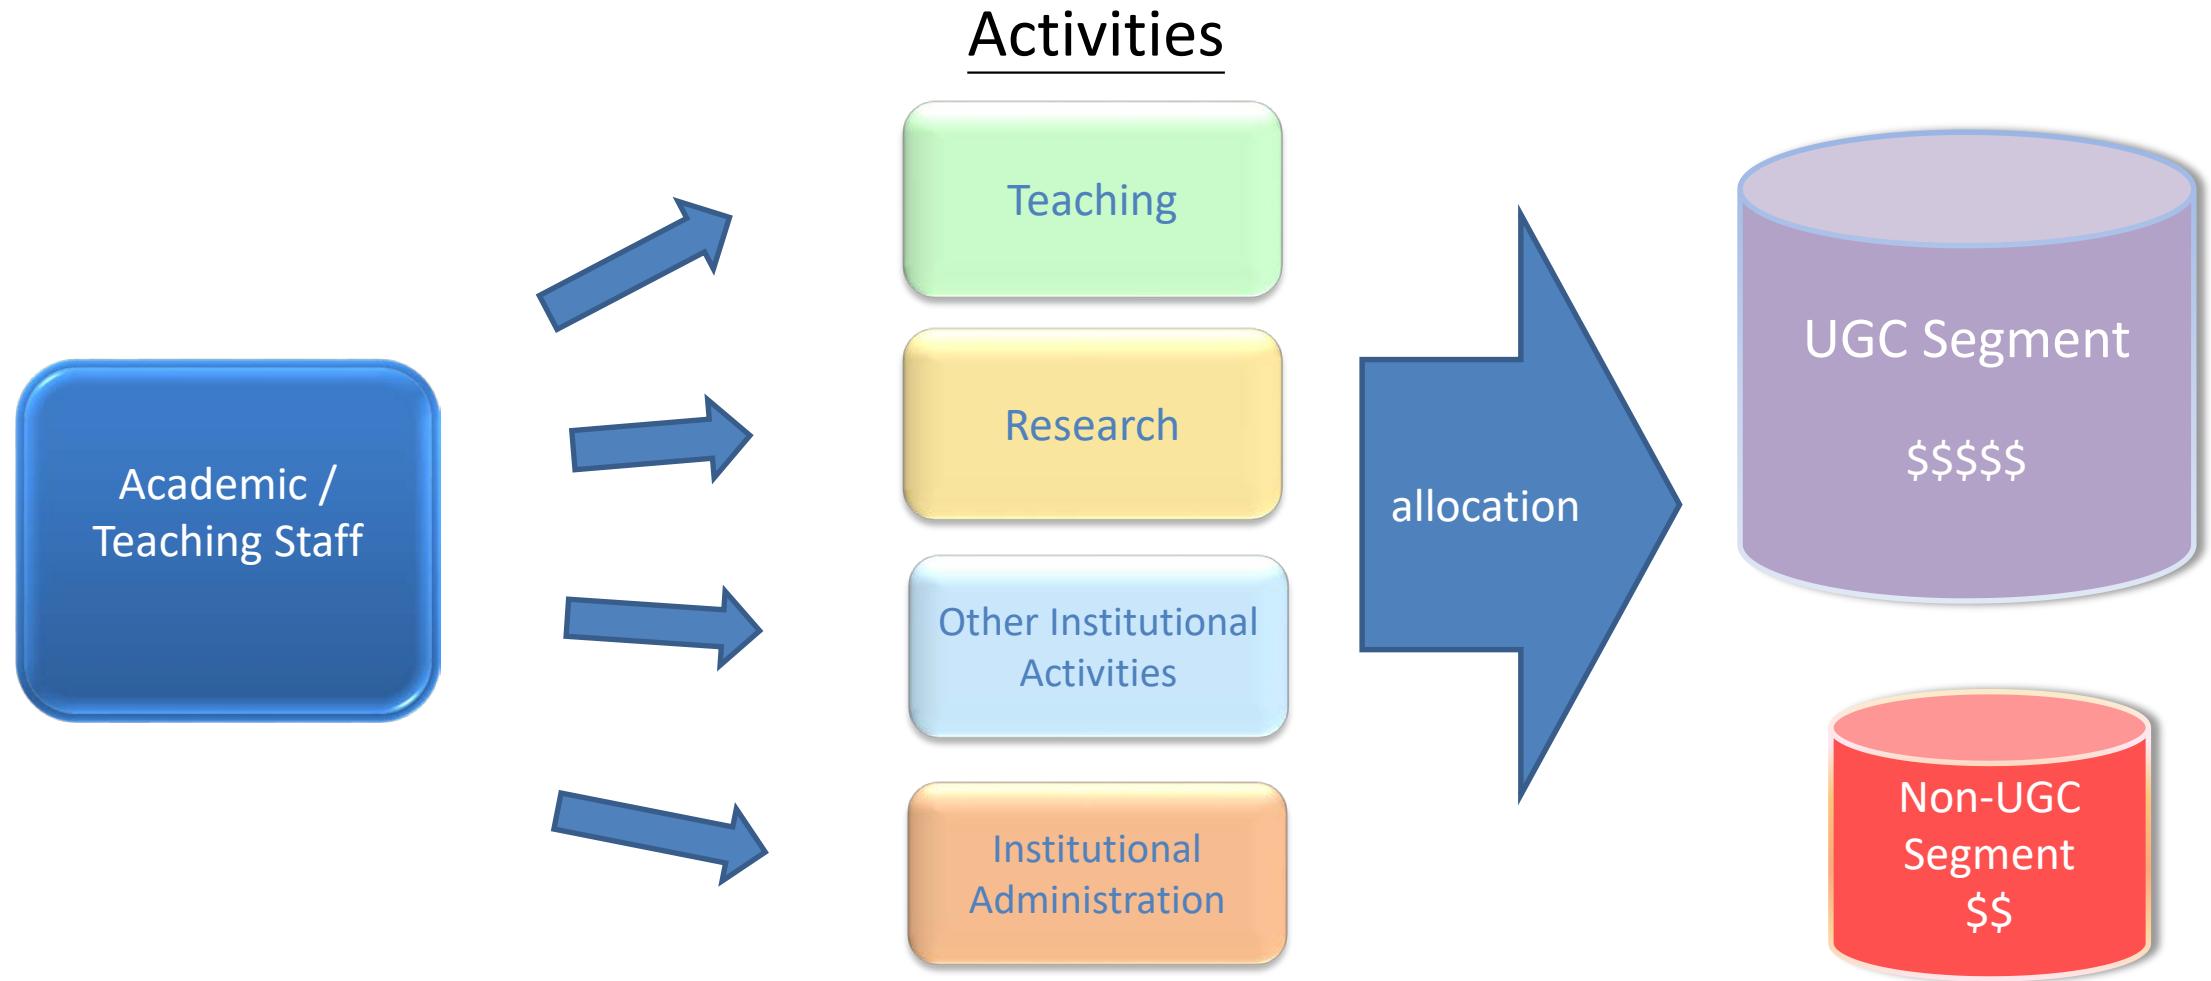 Activities
Academic /
Teaching Staff
Teaching
Research
Other Institutional
Activities
Institutional
Administration
allocation
UGC Segment
$$$$$
Non-UGC
Segment
$$